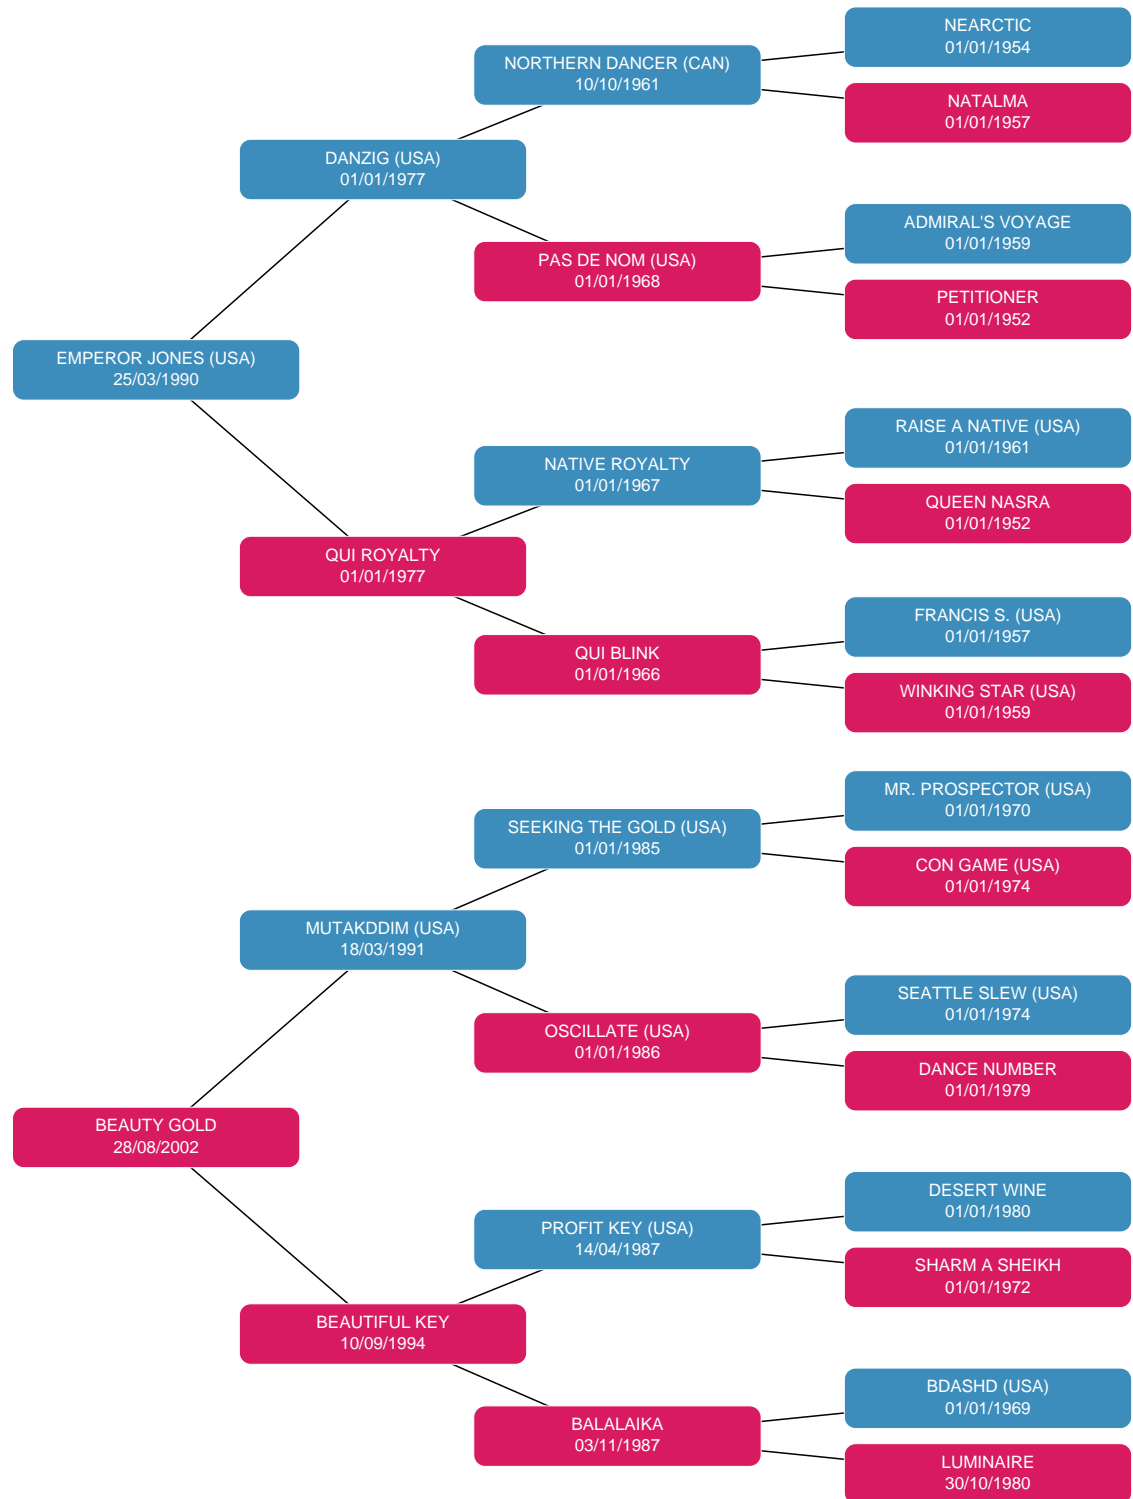 NEARCTIC
01/01/1954
NORTHERN DANCER (CAN)
10/10/1961
NATALMA
01/01/1957
DANZIG (USA)
01/01/1977
ADMIRAL'S VOYAGE
01/01/1959
PAS DE NOM (USA)
01/01/1968
PETITIONER
01/01/1952
EMPEROR JONES (USA)
25/03/1990
RAISE A NATIVE (USA)
01/01/1961
NATIVE ROYALTY
01/01/1967
QUEEN NASRA
01/01/1952
QUI ROYALTY
01/01/1977
FRANCIS S. (USA)
01/01/1957
QUI BLINK
01/01/1966
WINKING STAR (USA)
01/01/1959
MR. PROSPECTOR (USA)
01/01/1970
SEEKING THE GOLD (USA)
01/01/1985
CON GAME (USA)
01/01/1974
MUTAKDDIM (USA)
18/03/1991
SEATTLE SLEW (USA)
01/01/1974
OSCILLATE (USA)
01/01/1986
DANCE NUMBER
01/01/1979
BEAUTY GOLD
28/08/2002
DESERT WINE
01/01/1980
PROFIT KEY (USA)
14/04/1987
SHARM A SHEIKH
01/01/1972
BEAUTIFUL KEY
10/09/1994
BDASHD (USA)
01/01/1969
BALALAIKA
03/11/1987
LUMINAIRE
30/10/1980